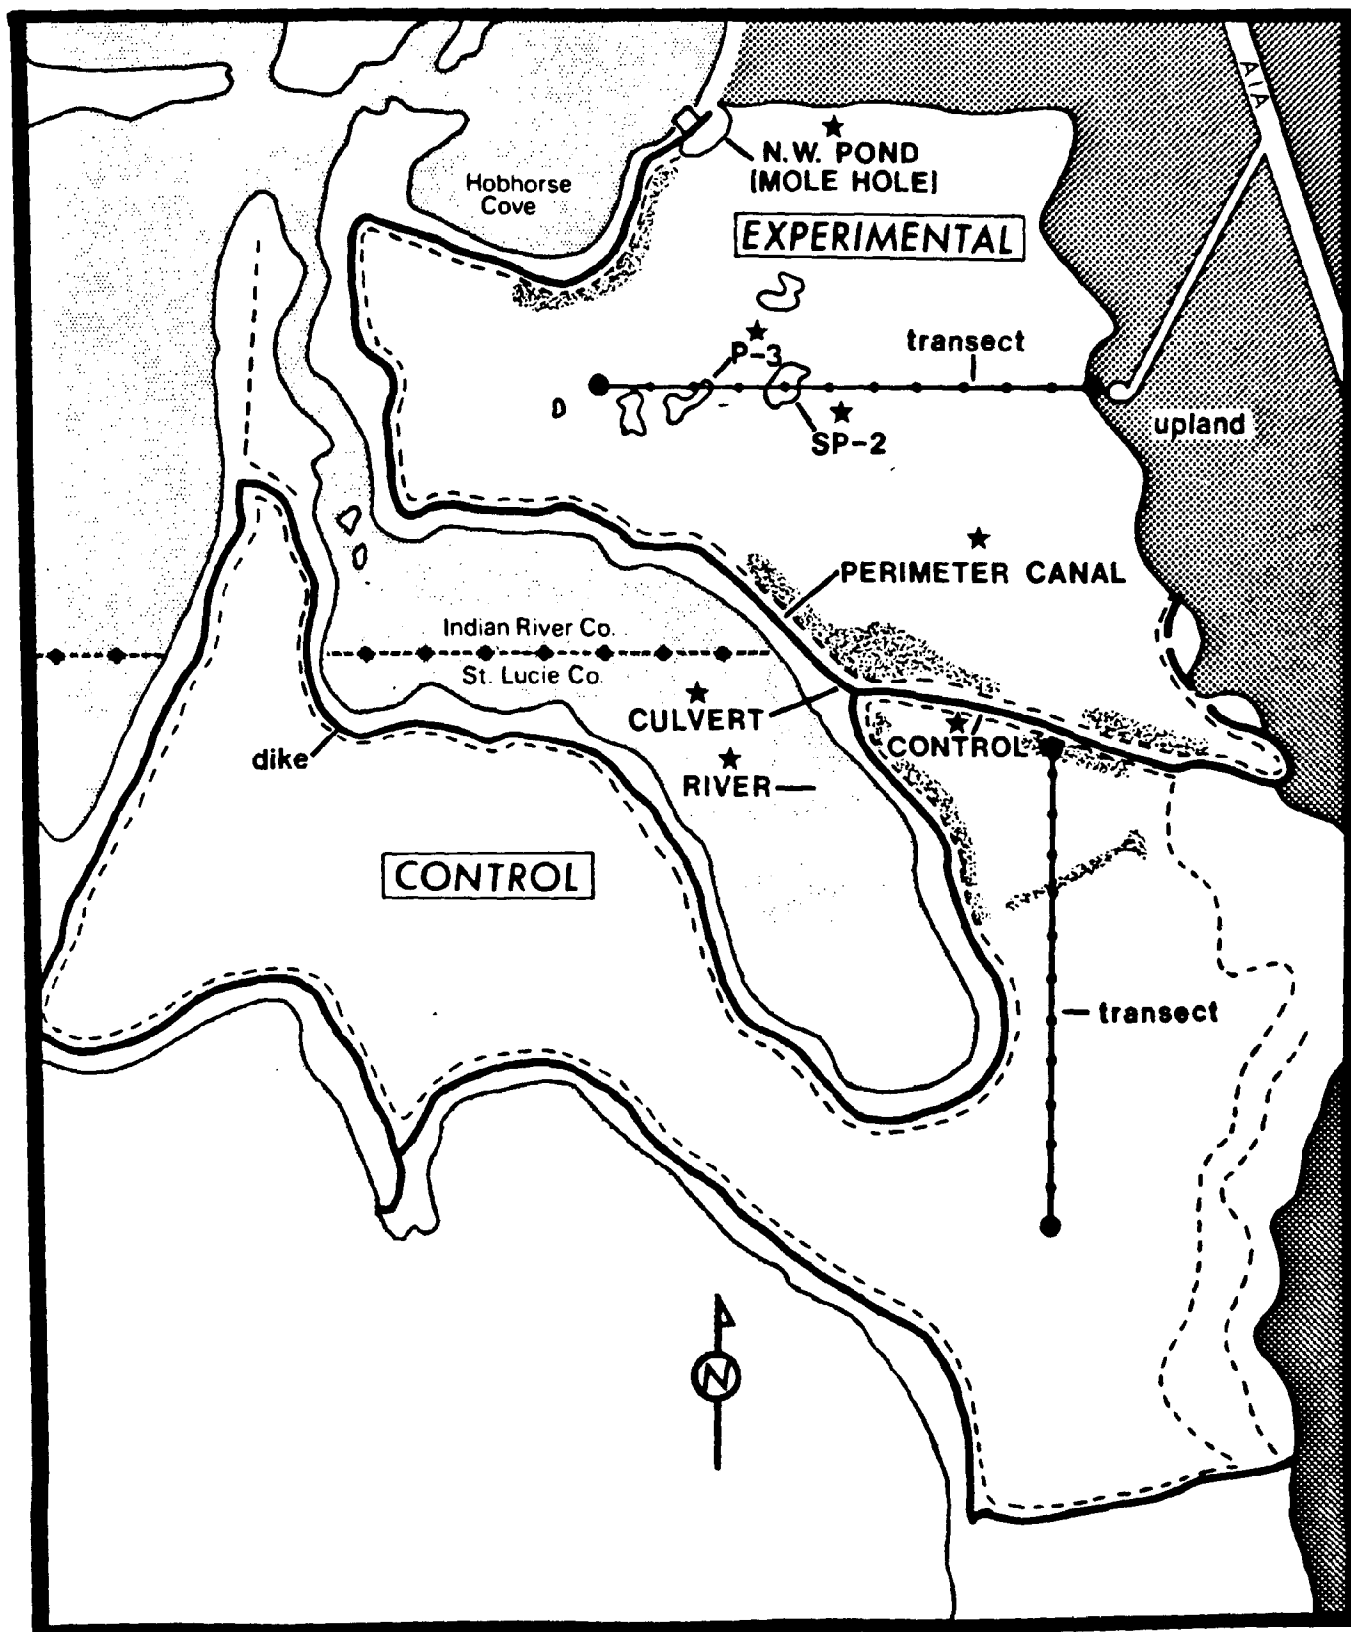 A1A
N.W. POND
(MOLE HOLE)
Hobhorse
Cove
EXPERIMENTAL
transect
P-3
SP-2
upland
PERIMETER CANAL
Indian River Co.
St. Lucie Co.
CULVERT
CONTROL
dike
RIVER
CONTROL
transect
N